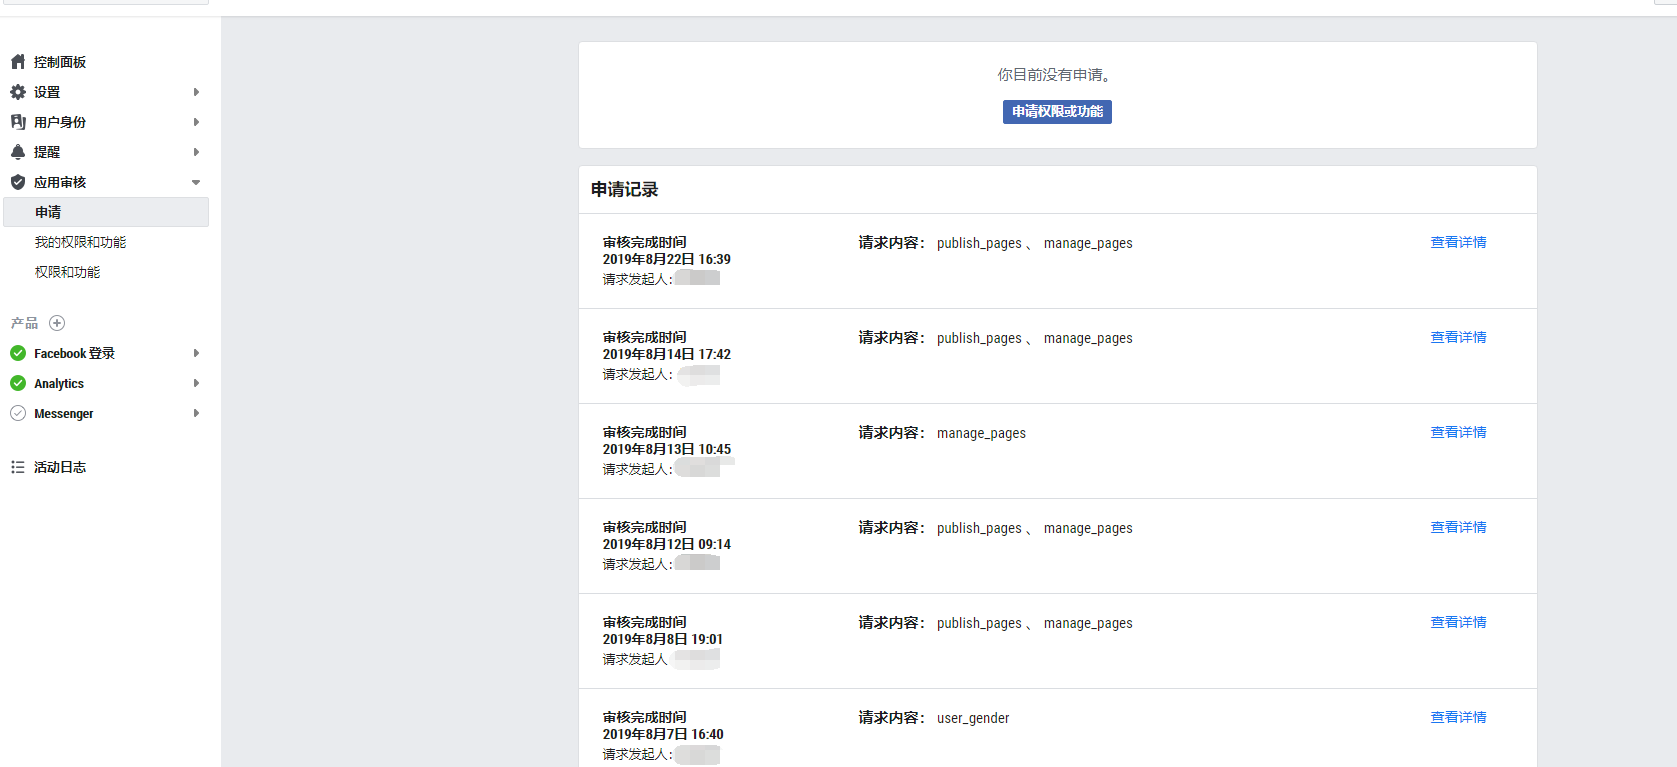 控制面板
设置
用户身份
提醒
应用审核
申请
我的权限和功能
权限和功能
产品
Facebook 登录
Analytics
Messenger
活动日志
你目前没有申请。
申请权限或功能
申请记录
审核完成时间
2019年8月22日 16:39
请求发起人:
请求内容： publish_pages 、 manage_pages
查看详情
审核完成时间
2019年8月14日 17:42
请求发起人:
请求内容： publish_pages 、 manage_pages
查看详情
审核完成时间
2019年8月13日 10:45
请求发起人:
请求内容： manage_pages
查看详情
审核完成时间
2019年8月12日 09:14
请求发起人:
请求内容： publish_pages 、 manage_pages
查看详情
审核完成时间
2019年8月8日 19:01
请求发起人
请求内容： publish_pages 、 manage_pages
查看详情
审核完成时间
2019年8月7日 16:40
请求发起人:
请求内容： user_gender
查看详情